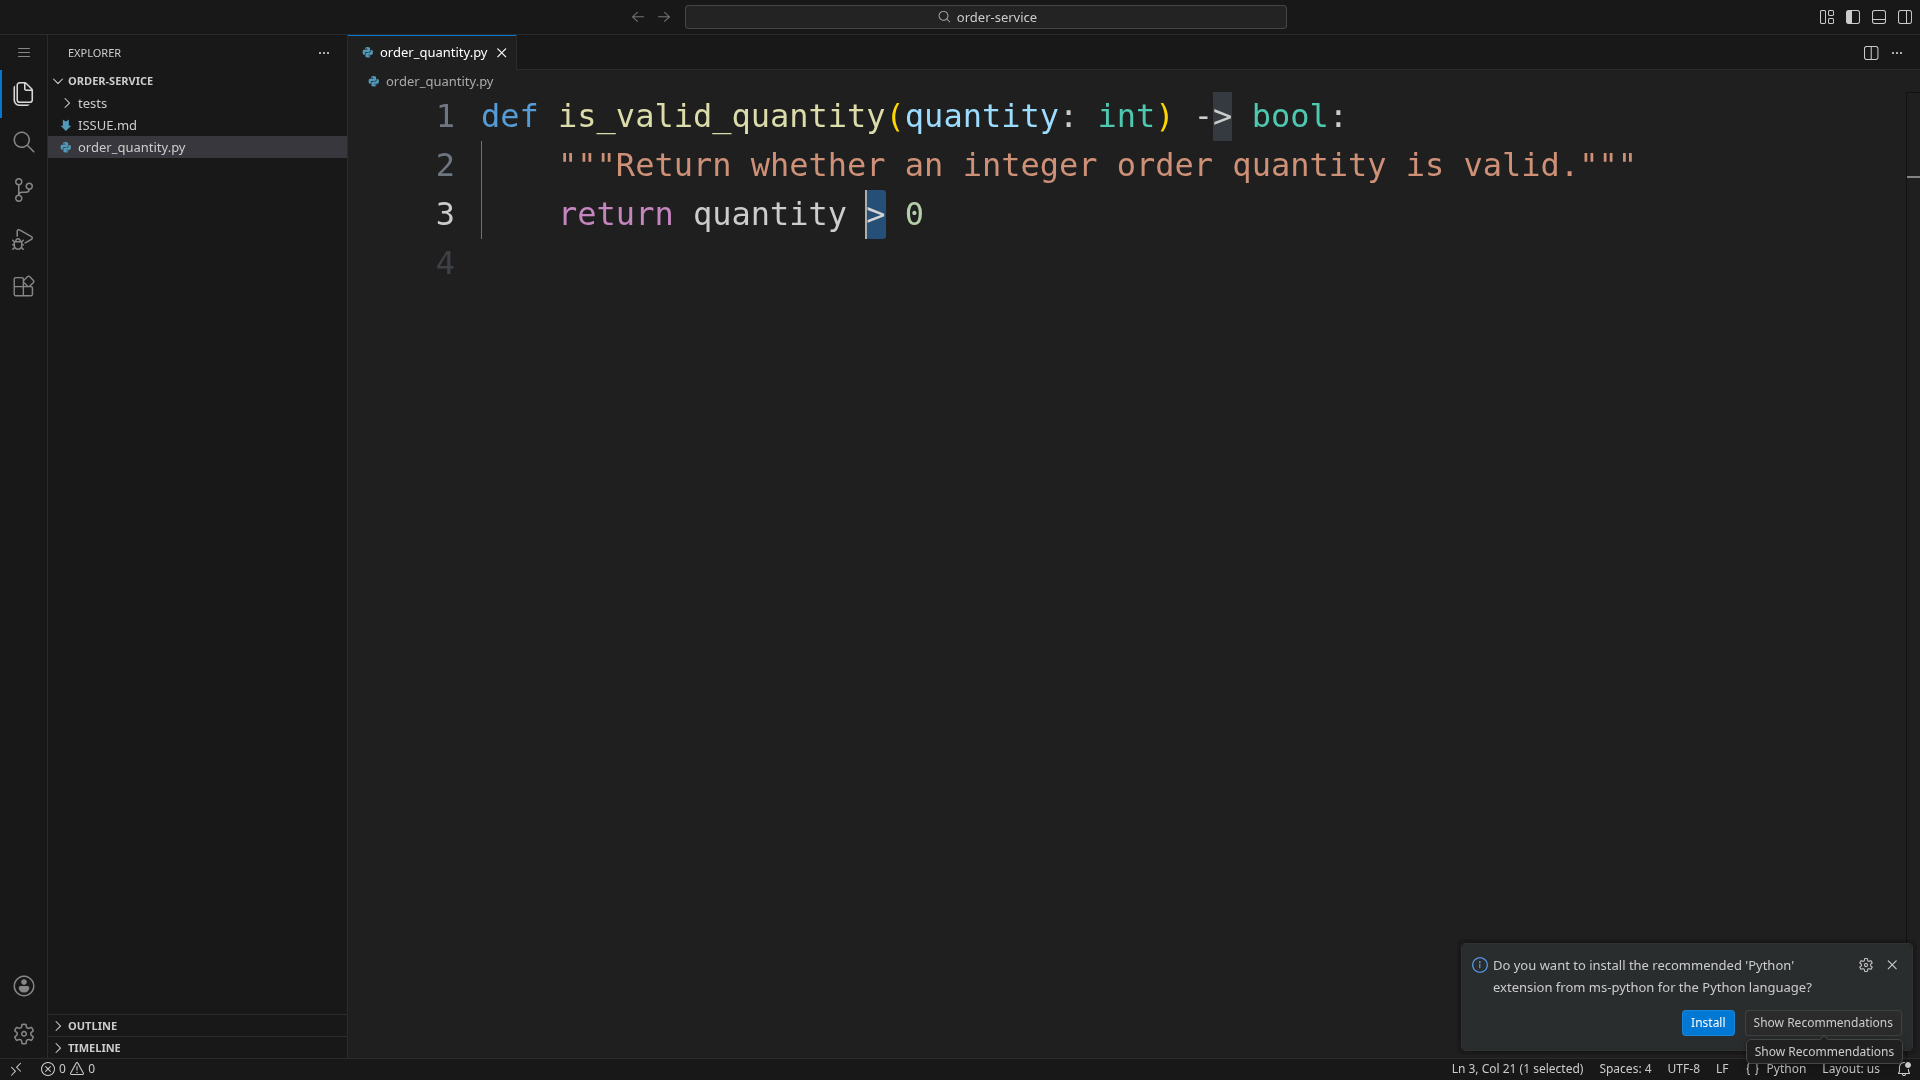 order-service
EXPLORER
ORDER-SERVICE
tests
ISSUE.md
order_quantity.py
OUTLINE
TIMELINE
order_quantity.py
order_quantity.py
1 def is_valid_quantity(quantity: int) -> bool:
2 """Return whether an integer order quantity is valid."""
3 return quantity > 0
4
Do you want to install the recommended 'Python'
extension from ms-python for the Python language?
Install
Show Recommendations
Show Recommendations
0 0
Ln 3, Col 21 (1 selected) Spaces: 4 UTF-8 LF { } Python Layout: us